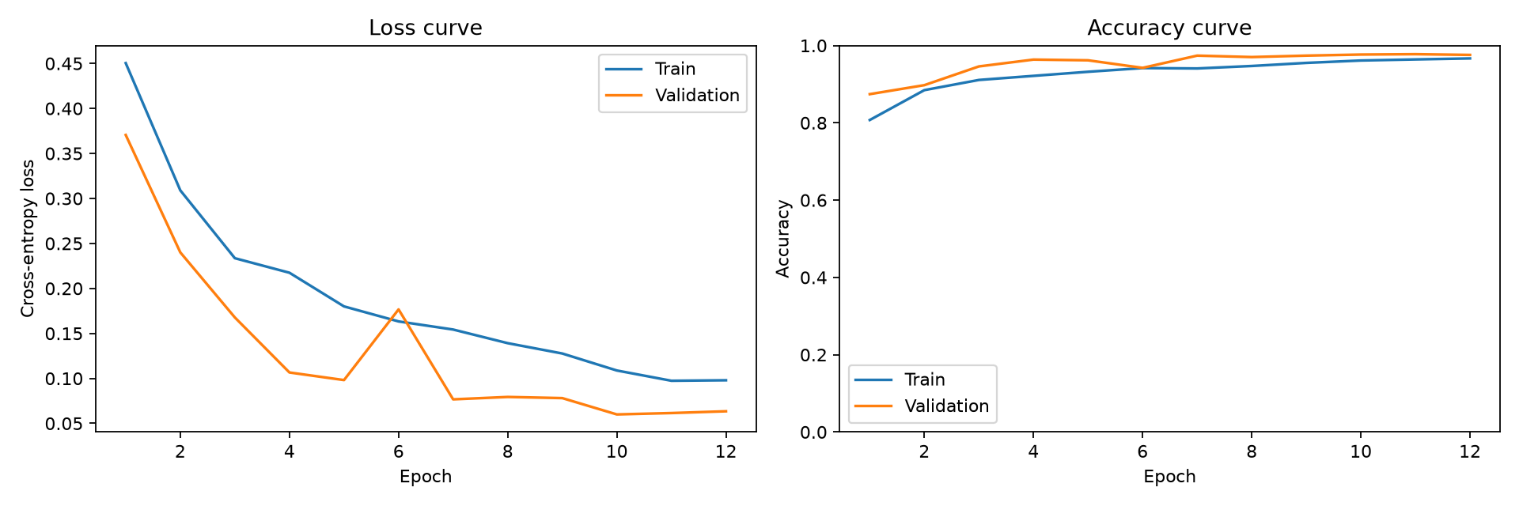 Loss curve
Cross-entropy loss
0.45
0.40
0.35
0.30
0.25
0.20
0.15
0.10
0.05
Train
Validation
2 4 6 8 10 12
Epoch
Accuracy curve
Accuracy
1.0
0.8
0.6
0.4
0.2
0.0
Train
Validation
2 4 6 8 10 12
Epoch